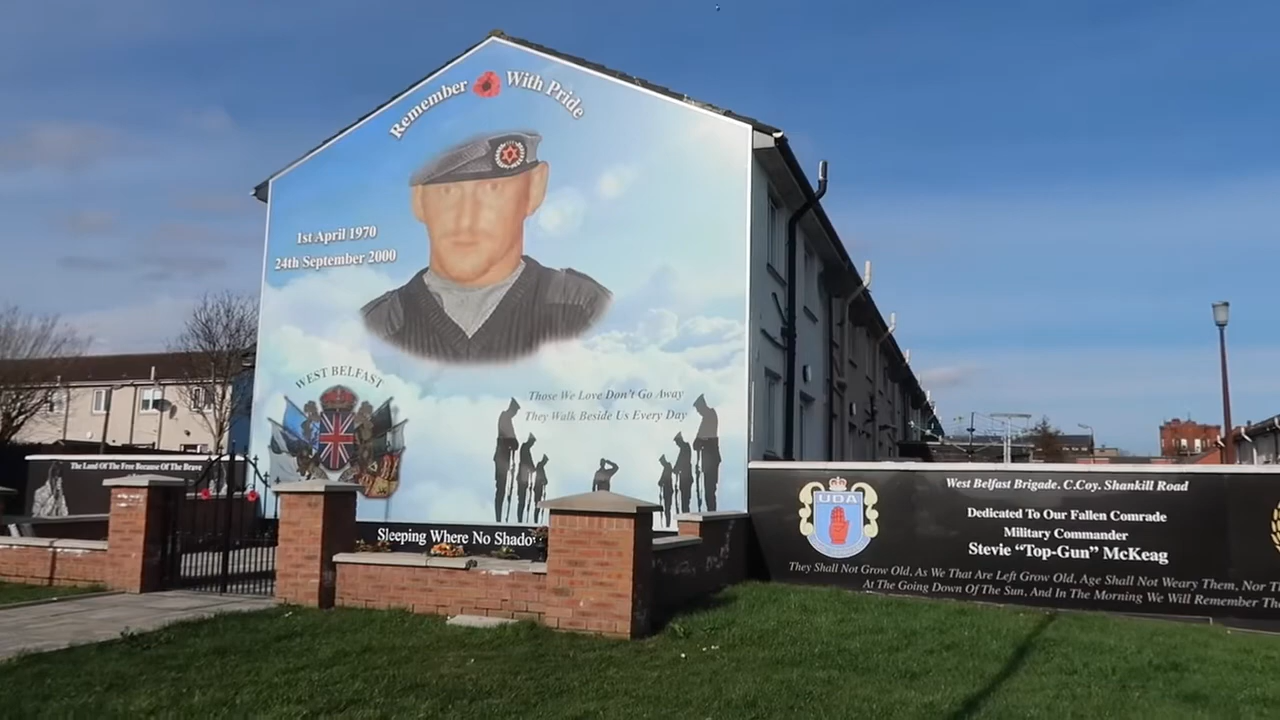 Remember With Pride
1st April 1970
24th September 2000
WEST BELFAST
Those We Love Don't Go Away
They Walk Beside Us Every Day
The Land Of The Free Because Of The Brave
Sleeping Where No Shado
UDA
West Belfast Brigade. C.Coy. Shankill Road
Dedicated To Our Fallen Comrade
Military Commander
Stevie "Top-Gun" McKeag
They Shall Not Grow Old, As We That Are Left Grow Old, Age Shall Not Weary Them, Nor
At The Going Down Of The Sun, And In The Morning We Will Remember